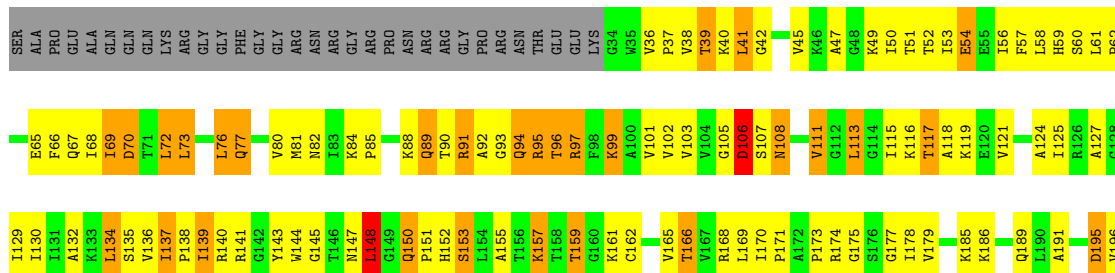 SER ALA PRO GLU ALA GLN GLN GLN LYS ARG GLY GLY PHE GLY GLY ARG ASN ARG GLY ARG PRO ASN ARG ARG GLY PRO ARG ASN THR GLU GLU LYS G34 W35 V36 P37 V38 T39 K40 L41 G42 V45 K46 A47 G48 K49 I50 T51 T52 I53 E54 E55 I56 F57 L58 H59 S60 L61 P62
E65 F66 Q67 I68 I69 D70 T71 L72 L73 L76 Q77 V80 M81 N82 I83 K84 P85 K88 Q89 T90 R91 A92 G93 Q94 R95 T96 R97 F98 K99 A100 V101 V102 V103 V104 G105 D106 S107 N108 V111 G112 L113 G114 I115 K116 T117 A118 K119 E120 V121 A124 I125 R126 A127 G128
I129 I130 I131 A132 K133 L134 S135 V136 I137 P138 I139 R140 R141 G142 Y143 W144 G145 T146 N147 L148 G149 Q150 P151 H152 S153 L154 A155 T156 K157 T158 T159 G160 K161 C162 V165 T166 V167 R168 L169 I170 P171 A172 P173 R174 G175 S176 G177 I178 V179 K185 K186 Q189 L190 A191 D195 V196